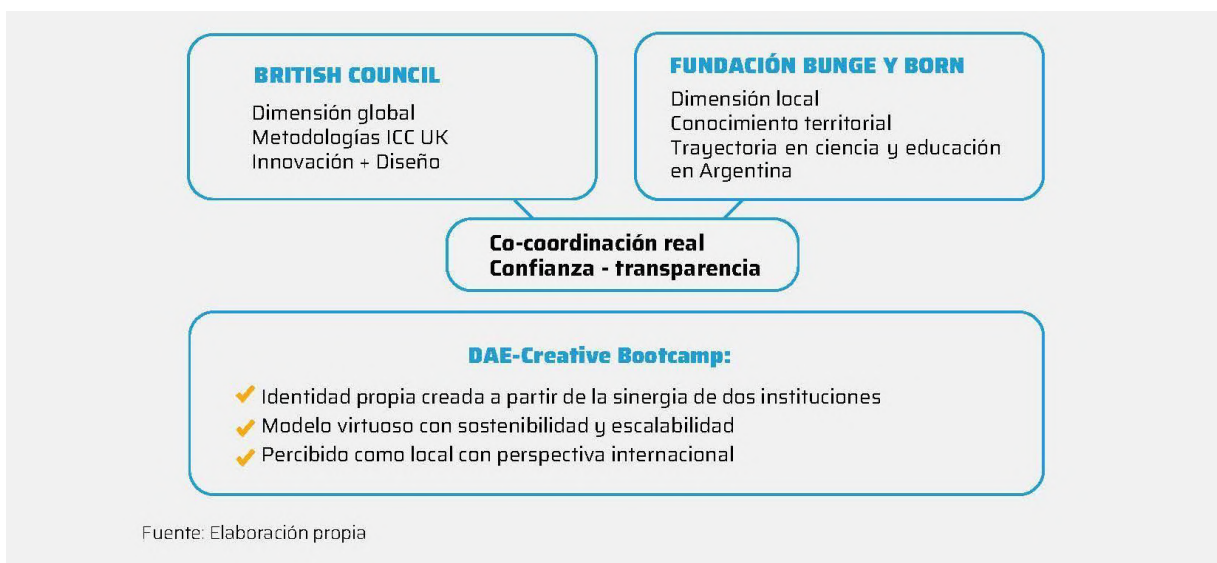 BRITISH COUNCIL
Dimensión global
Metodologías ICC UK
Innovación + Diseño
FUNDACIÓN BUNGE Y BORN
Dimensión local
Conocimiento territorial
Trayectoria en ciencia y educación
en Argentina
Co-coordinación real
Confianza - transparencia
DAE-Creative Bootcamp:
Identidad propia creada a partir de la sinergia de dos instituciones
Modelo virtuoso con sostenibilidad y escalabilidad
Percibido como local con perspectiva internacional
Fuente: Elaboración propia